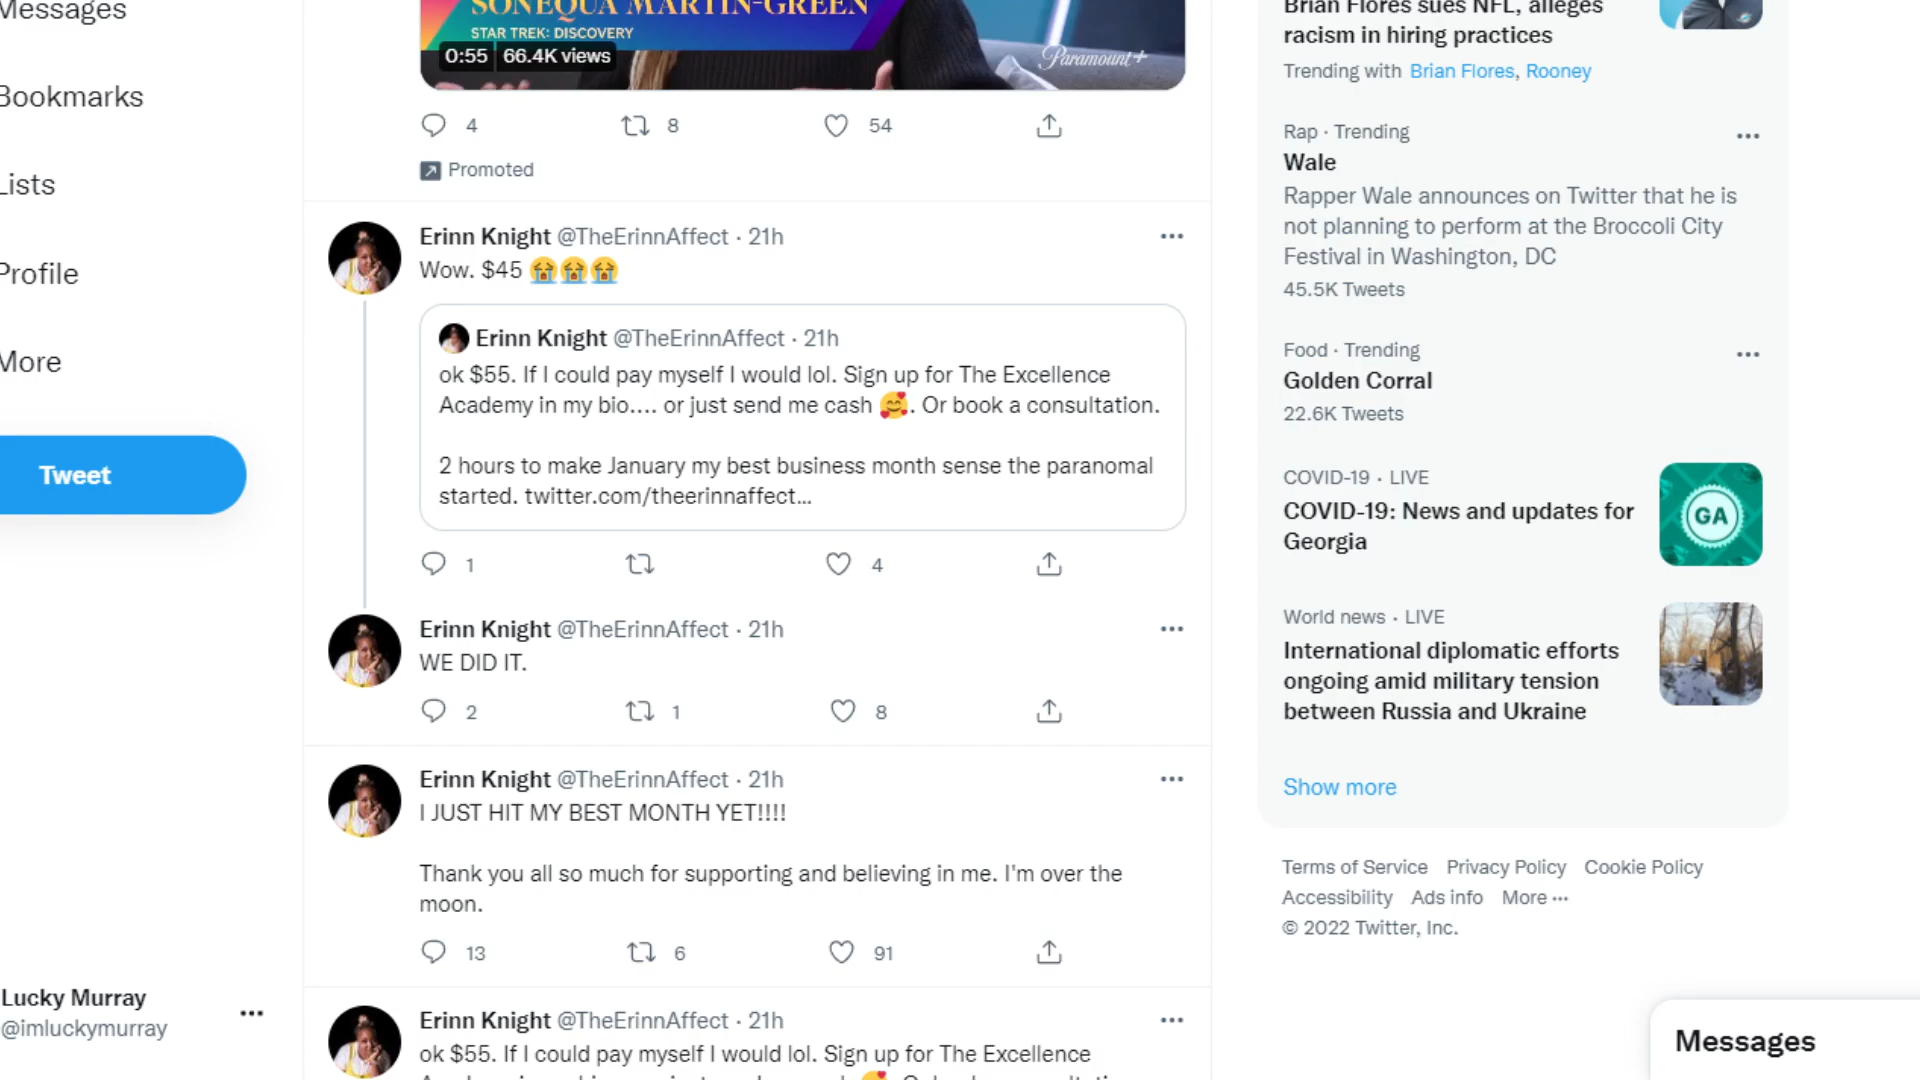 Messages
Bookmarks
Lists
Profile
More
Tweet
Lucky Murray
@imluckymurray
SONEQUA MARTIN-GREEN
STAR TREK: DISCOVERY
0:55 66.4K views
Paramount+
4 8 54
Promoted
Erinn Knight @TheErinnAffect · 21h
Wow. $45 😭😭😭
Erinn Knight @TheErinnAffect · 21h
ok $55. If I could pay myself I would lol. Sign up for The Excellence
Academy in my bio.... or just send me cash 🥰. Or book a consultation.
2 hours to make January my best business month sense the paranomal
started. twitter.com/theerinnaffect...
1 4
Erinn Knight @TheErinnAffect · 21h
WE DID IT.
2 1 8
Erinn Knight @TheErinnAffect · 21h
I JUST HIT MY BEST MONTH YET!!!!
Thank you all so much for supporting and believing in me. I'm over the
moon.
13 6 91
Erinn Knight @TheErinnAffect · 21h
ok $55. If I could pay myself I would lol. Sign up for The Excellence
Brian Flores sues NFL, alleges
racism in hiring practices
Trending with Brian Flores, Rooney
Rap · Trending
Wale
Rapper Wale announces on Twitter that he is
not planning to perform at the Broccoli City
Festival in Washington, DC
45.5K Tweets
Food · Trending
Golden Corral
22.6K Tweets
COVID-19 · LIVE
COVID-19: News and updates for
Georgia
GA
World news · LIVE
International diplomatic efforts
ongoing amid military tension
between Russia and Ukraine
Show more
Terms of Service Privacy Policy Cookie Policy
Accessibility Ads info More ···
© 2022 Twitter, Inc.
Messages